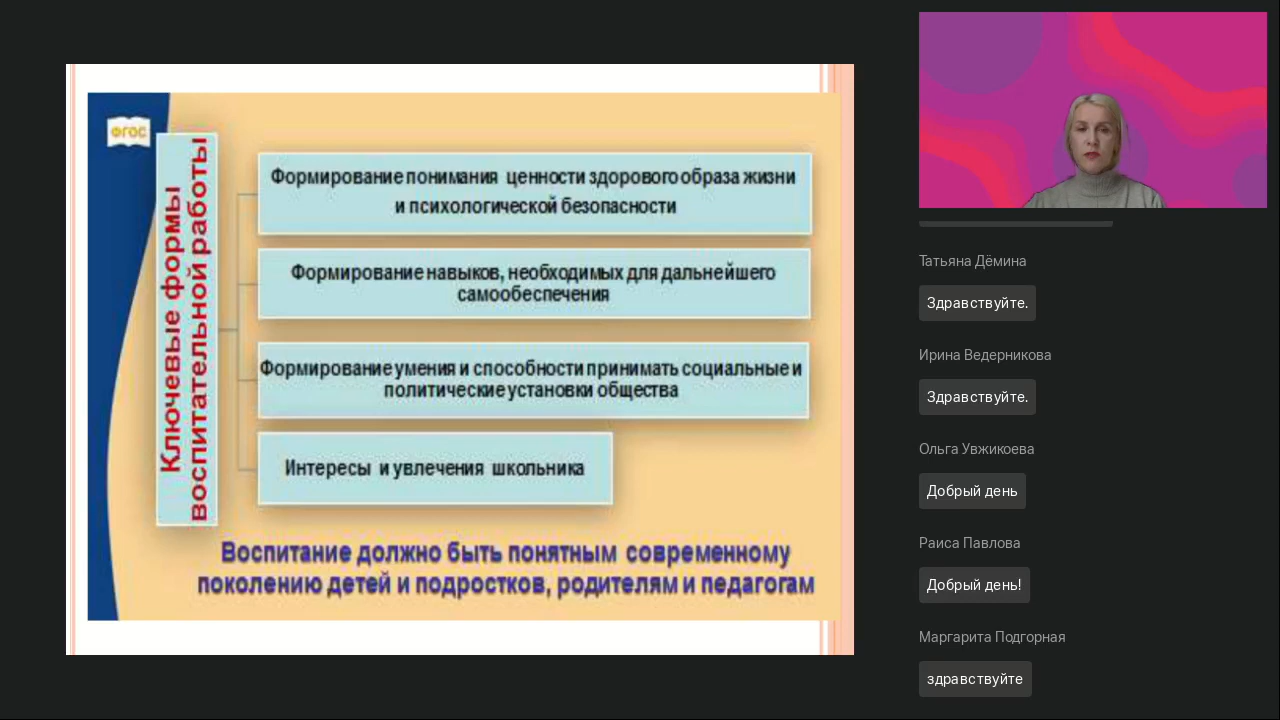 ФГОС
Ключевые формы
воспитательной работы
Формирование понимания ценности здорового образа жизни
и психологической безопасности
Формирование навыков, необходимых для дальнейшего
самообеспечения
Формирование умения и способности принимать социальные и
политические установки общества
Интересы и увлечения школьника
Воспитание должно быть понятным современному
поколению детей и подростков, родителям и педагогам
Татьяна Дёмина
Здравствуйте.
Ирина Ведерникова
Здравствуйте.
Ольга Увжикоева
Добрый день
Раиса Павлова
Добрый день!
Маргарита Подгорная
здравствуйте